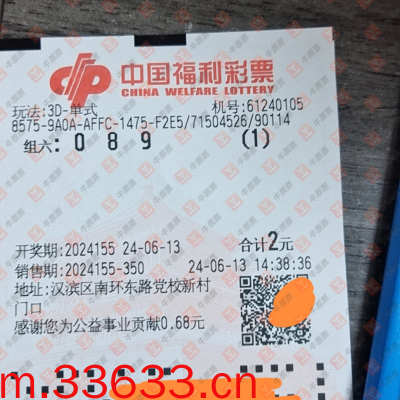 中国福利彩票
CHINA WELFARE LOTTERY
玩法:3D-单式 机号:61240105
8575-9A0A-AFFC-1475-F2E5/71504526/90114
组六: 0 8 9 (1)
开奖期:2024155 24-06-13 合计2元
销售期:2024155-350 24-06-13 14:38:36
地址:汉滨区南环东路党校新村
门口
感谢您为公益事业贡献0.68元
m.33633.cn